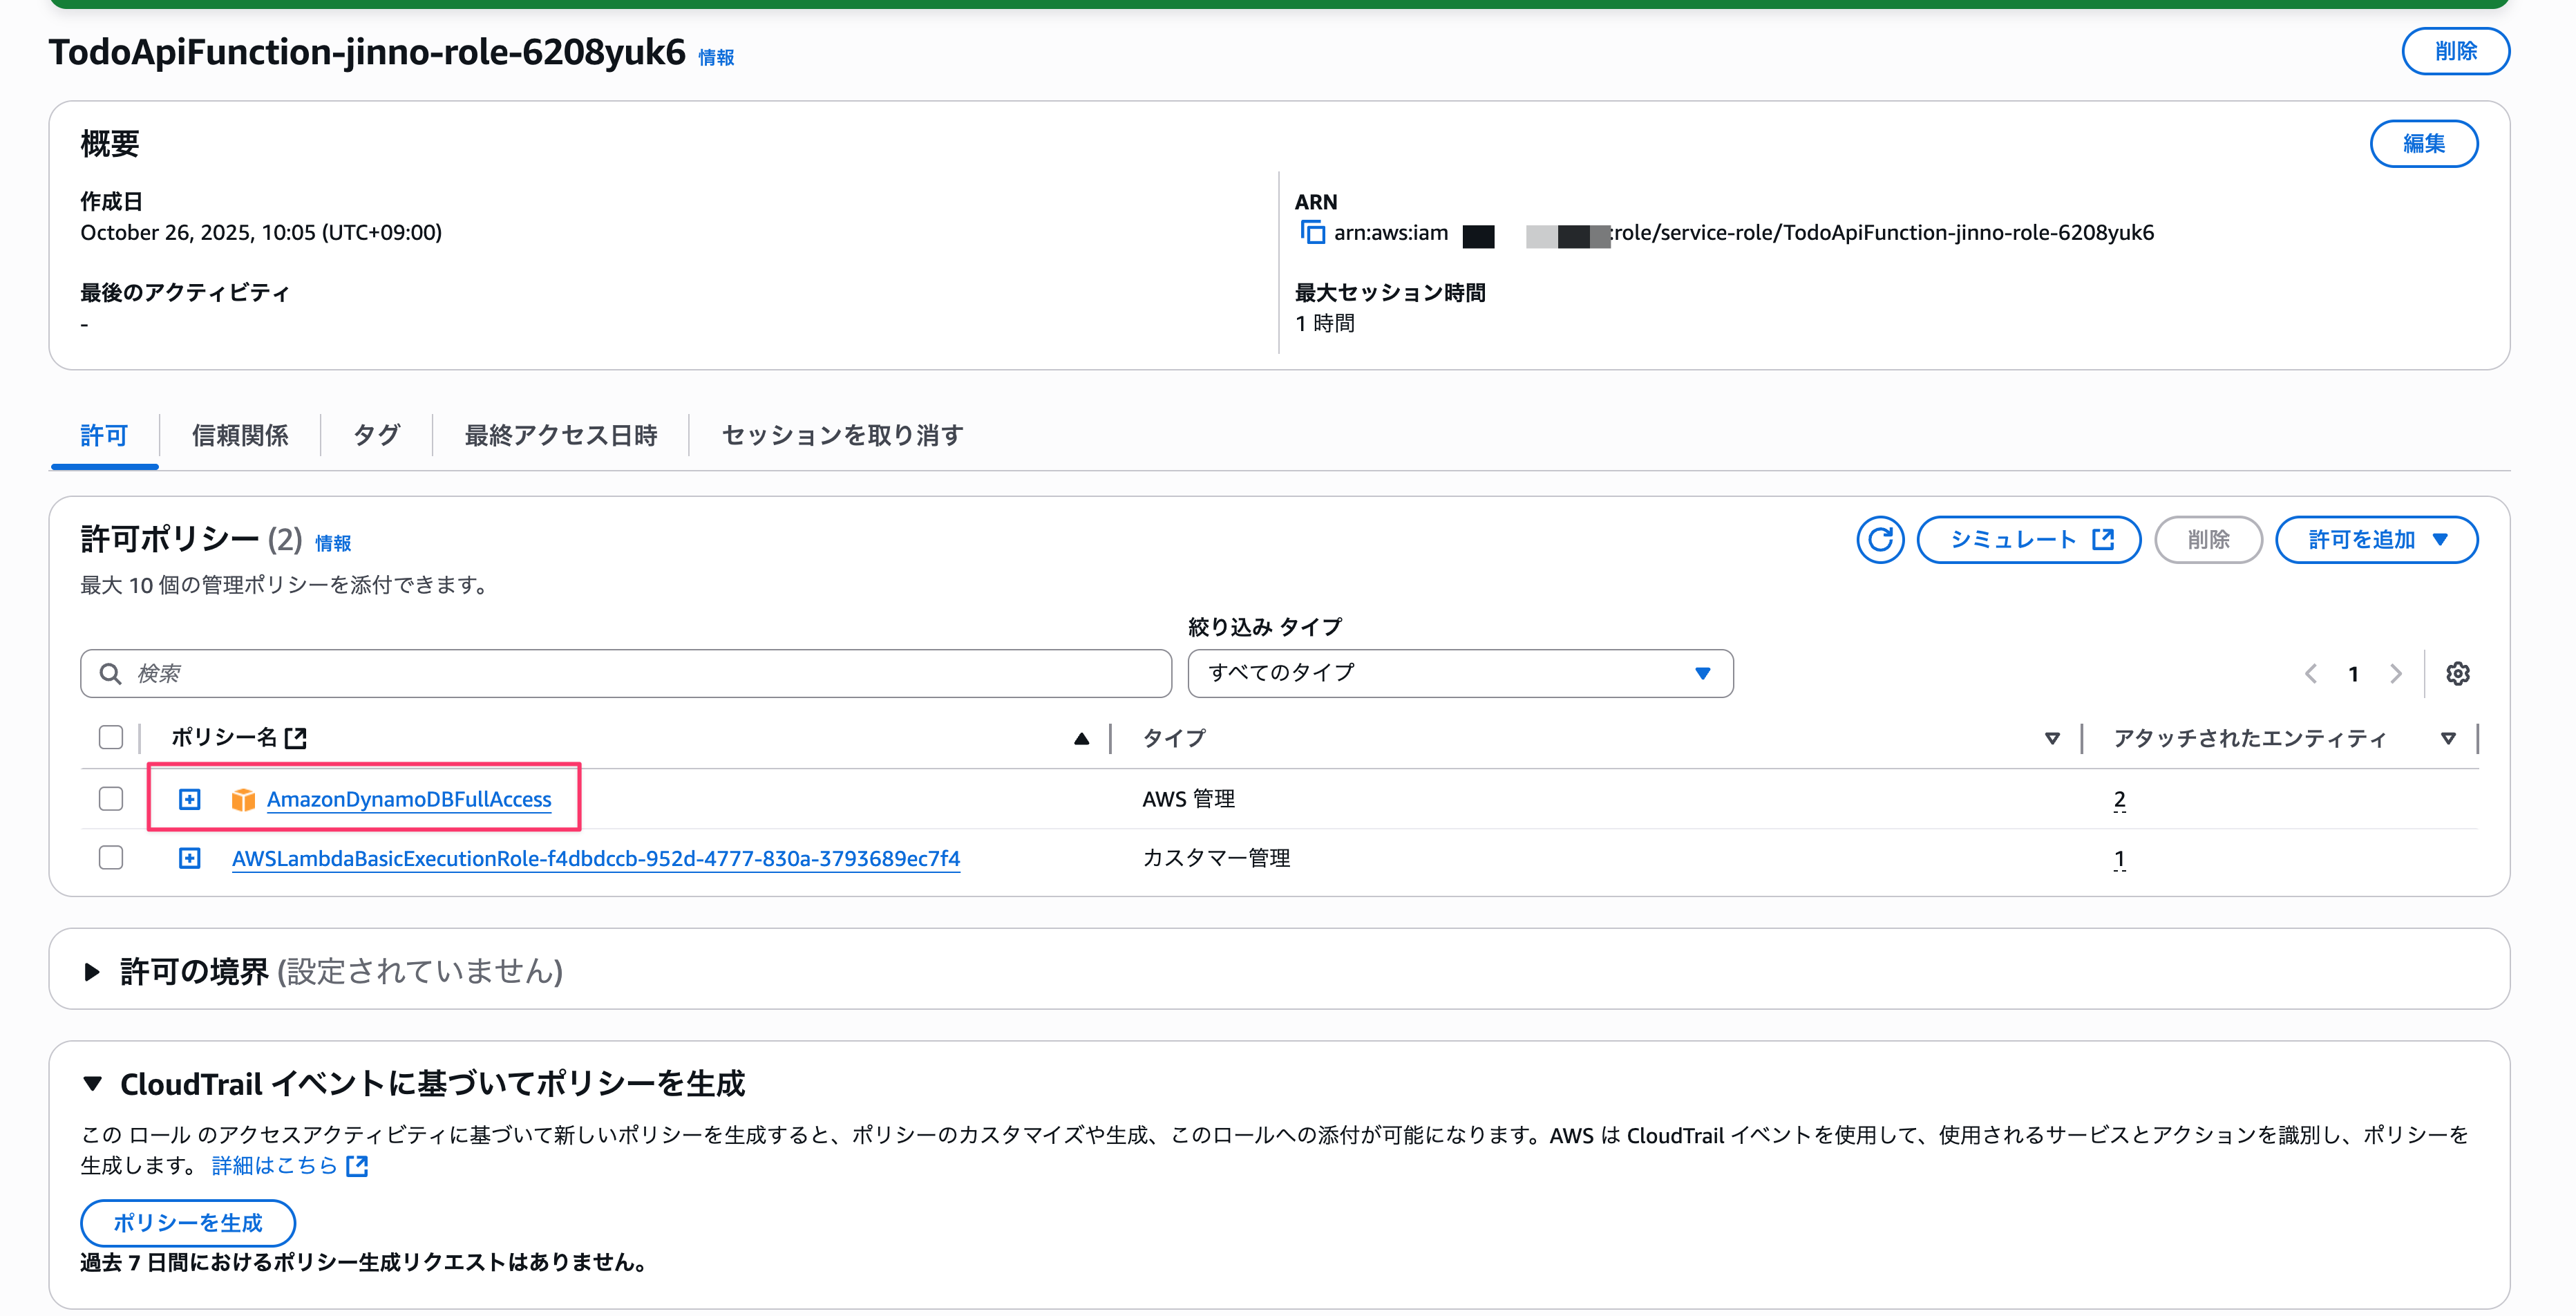 TodoApiFunction-jinno-role-6208yuk6 情報
削除
概要
編集
作成日
October 26, 2025, 10:05 (UTC+09:00)
ARN
arn:aws:iam :role/service-role/TodoApiFunction-jinno-role-6208yuk6
最後のアクティビティ
-
最大セッション時間
1 時間
許可
信頼関係
タグ
最終アクセス日時
セッションを取り消す
許可ポリシー (2) 情報
シミュレート
削除
許可を追加
最大 10 個の管理ポリシーを添付できます。
絞り込み タイプ
検索
すべてのタイプ
1
ポリシー名
タイプ
アタッチされたエンティティ
AmazonDynamoDBFullAccess
AWS 管理
2
AWSLambdaBasicExecutionRole-f4dbdccb-952d-4777-830a-3793689ec7f4
カスタマー管理
1
許可の境界 (設定されていません)
CloudTrail イベントに基づいてポリシーを生成
この ロール のアクセスアクティビティに基づいて新しいポリシーを生成すると、ポリシーのカスタマイズや生成、このロールへの添付が可能になります。AWS は CloudTrail イベントを使用して、使用されるサービスとアクションを識別し、ポリシーを
生成します。 詳細はこちら
ポリシーを生成
過去 7 日間におけるポリシー生成リクエストはありません。